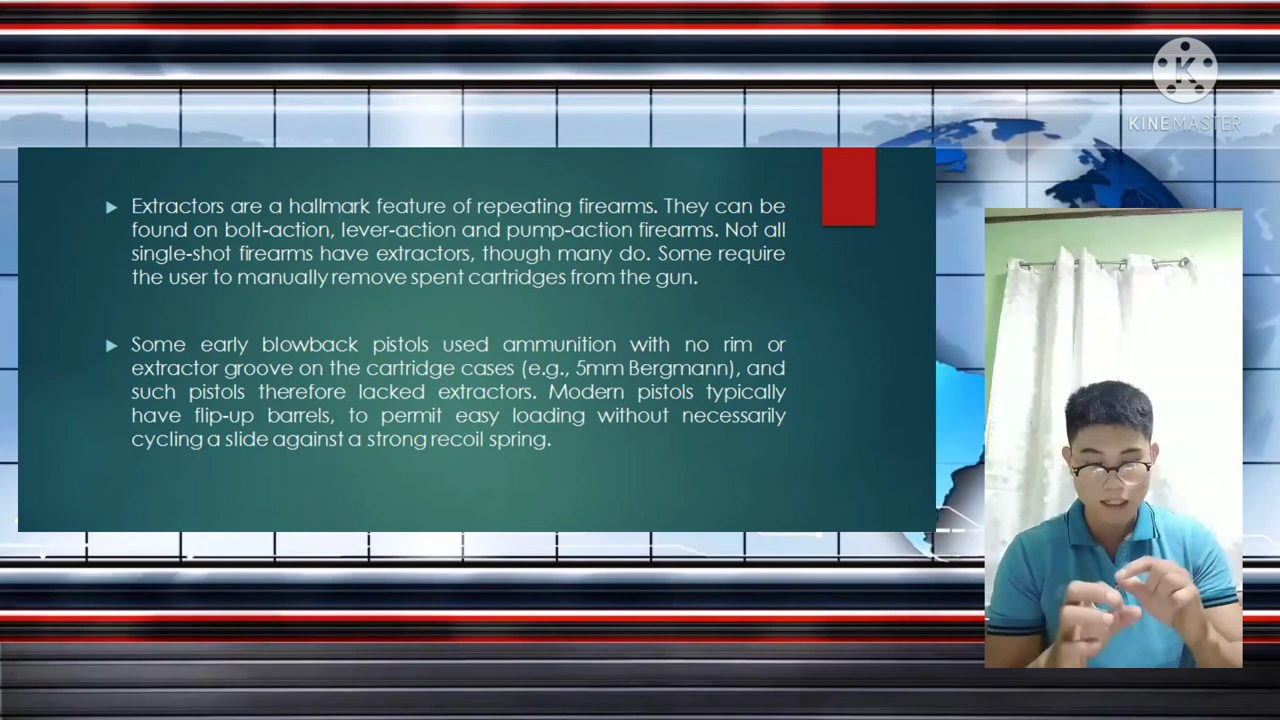 KINEMASTER
Extractors are a hallmark feature of repeating firearms. They can be
found on bolt-action, lever-action and pump-action firearms. Not all
single-shot firearms have extractors, though many do. Some require
the user to manually remove spent cartridges from the gun.
Some early blowback pistols used ammunition with no rim or
extractor groove on the cartridge cases (e.g., 5mm Bergmann), and
such pistols therefore lacked extractors. Modern pistols typically
have flip-up barrels, to permit easy loading without necessarily
cycling a slide against a strong recoil spring.